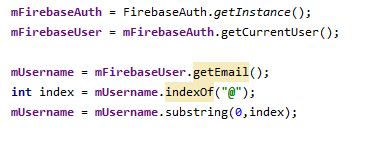 mFirebaseAuth = FirebaseAuth.getInstance();
mFirebaseUser = mFirebaseAuth.getCurrentUser();
mUsername = mFirebaseUser.getEmail();
int index = mUsername.indexOf("@");
mUsername = mUsername.substring(0,index);